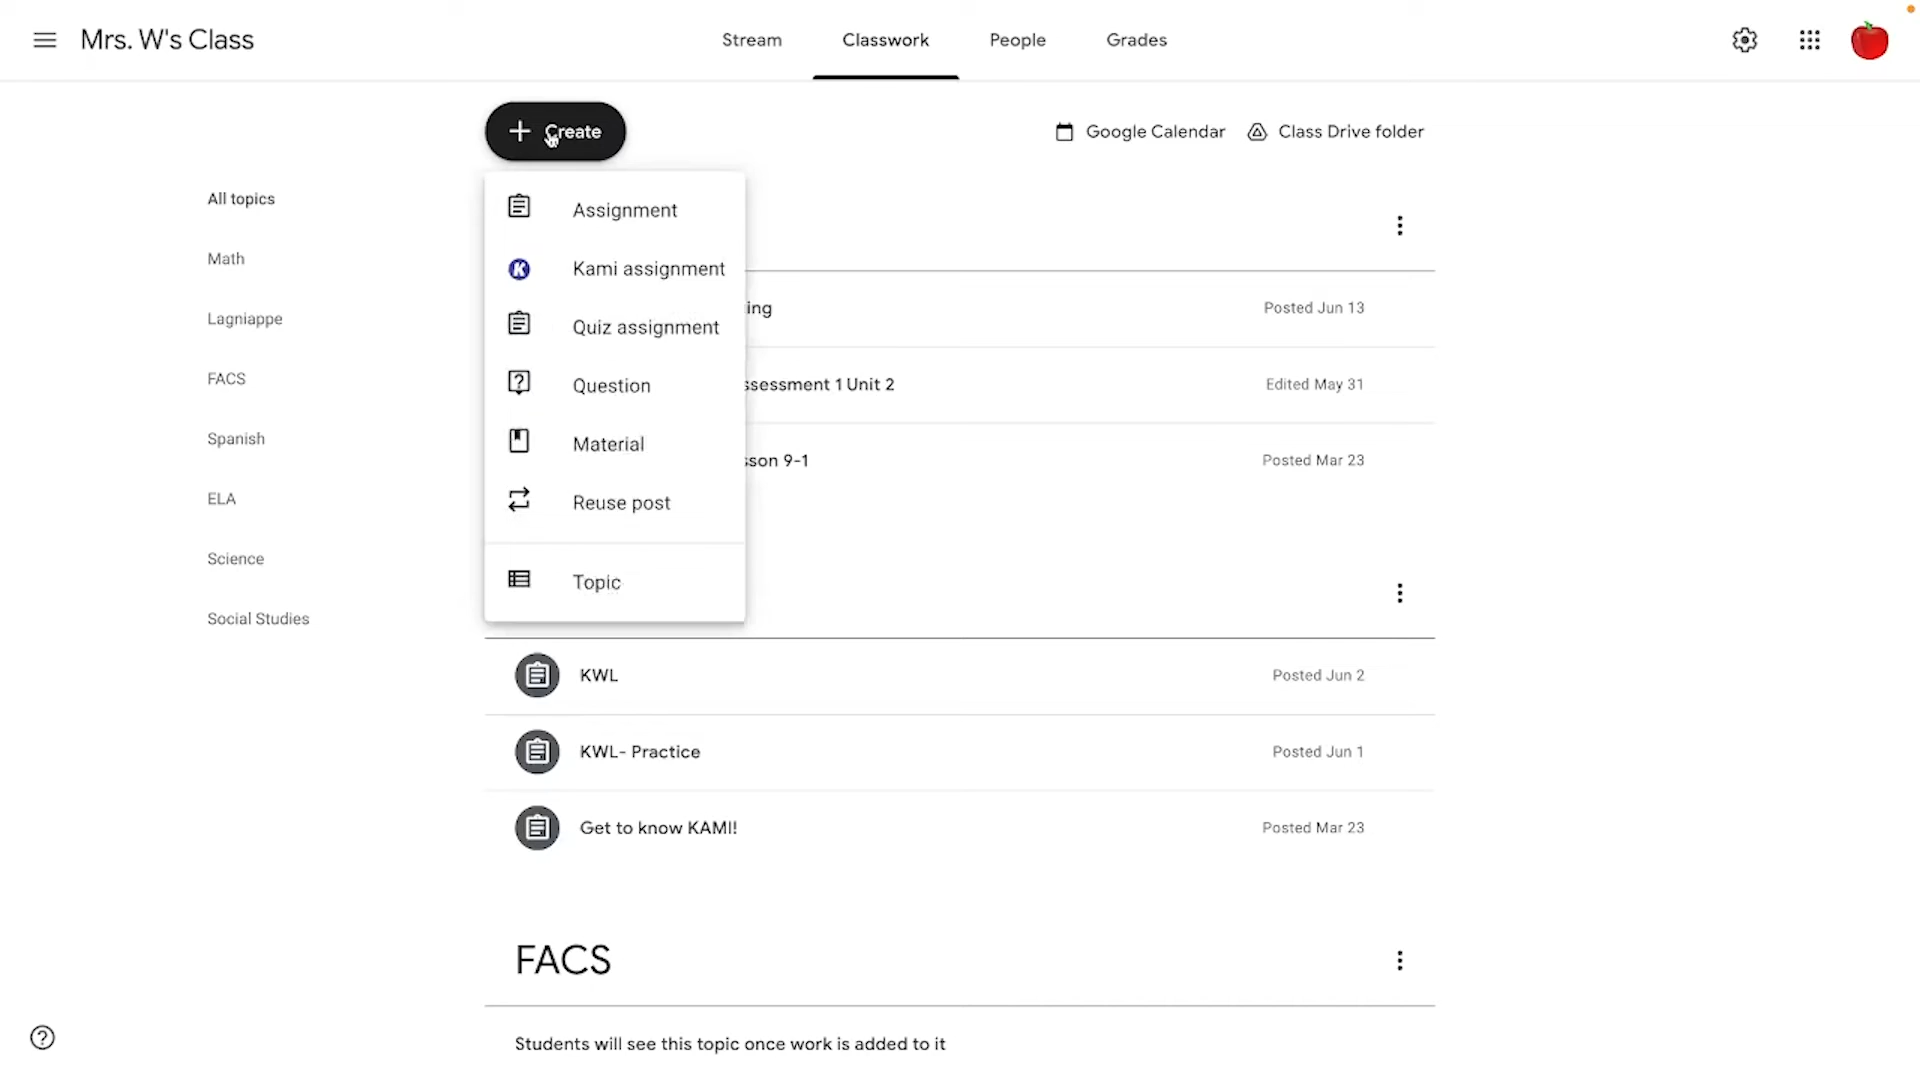 Mrs. W's Class
Stream
Classwork
People
Grades
Create
Google Calendar
Class Drive folder
All topics
Math
Lagniappe
FACS
Spanish
ELA
Science
Social Studies
Assignment
Kami assignment
Quiz assignment
Question
Material
Reuse post
Topic
Posted Jun 13
1 Unit 2
Edited May 31
9-1
Posted Mar 23
KWL
Posted Jun 2
KWL- Practice
Posted Jun 1
Get to know KAMI!
Posted Mar 23
FACS
Students will see this topic once work is added to it